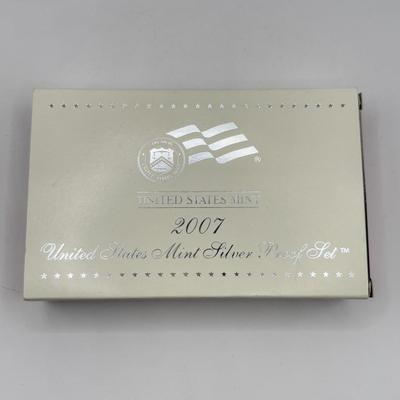 ®
UNITED STATES MINT
2007
United States Mint Silver Proof Set™